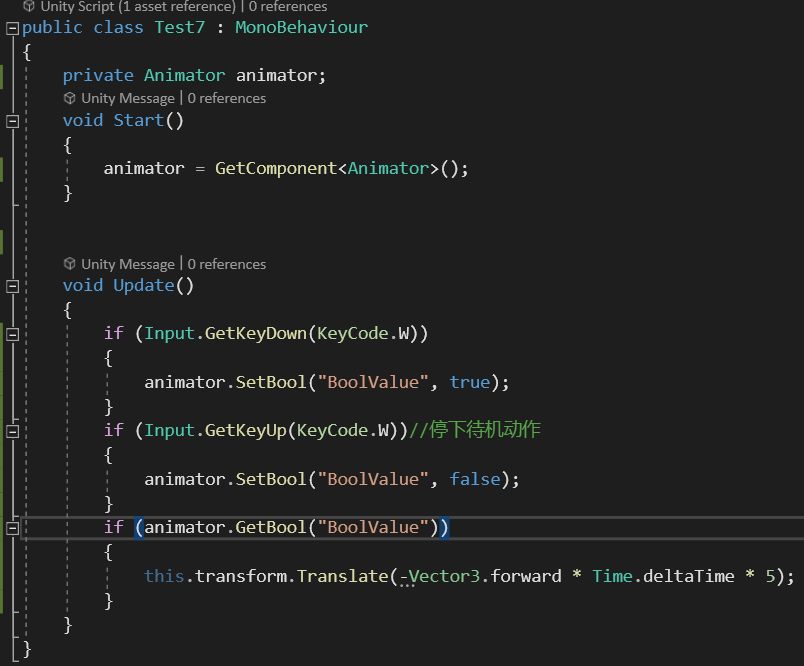 Unity Script (1 asset reference) | 0 references
public class Test7 : MonoBehaviour
{
private Animator animator;
Unity Message | 0 references
void Start()
{
animator = GetComponent<Animator>();
}
Unity Message | 0 references
void Update()
{
if (Input.GetKeyDown(KeyCode.W))
{
animator.SetBool("BoolValue", true);
}
if (Input.GetKeyUp(KeyCode.W))//停下待机动作
{
animator.SetBool("BoolValue", false);
}
if (animator.GetBool("BoolValue"))
{
this.transform.Translate(-Vector3.forward * Time.deltaTime * 5);
}
}
}